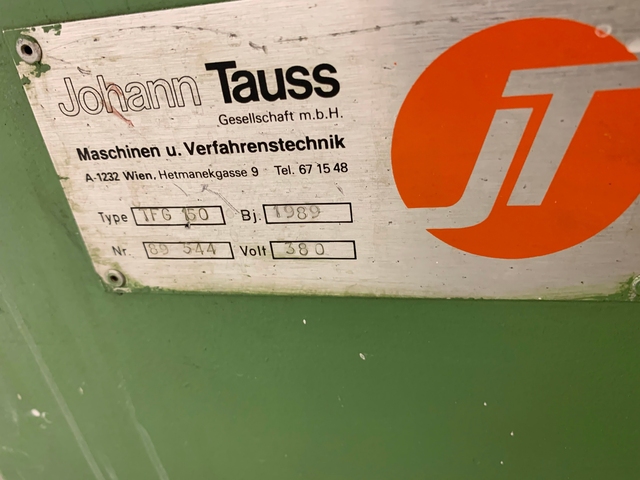 Johann Tauss
Gesellschaft m.b.H.
Maschinen u. Verfahrenstechnik
A-1232 Wien, Hetmanekgasse 9 Tel. 67 15 48
Type TFG 150 Bj. 1989
Nr. 89 544 Volt 380
JT